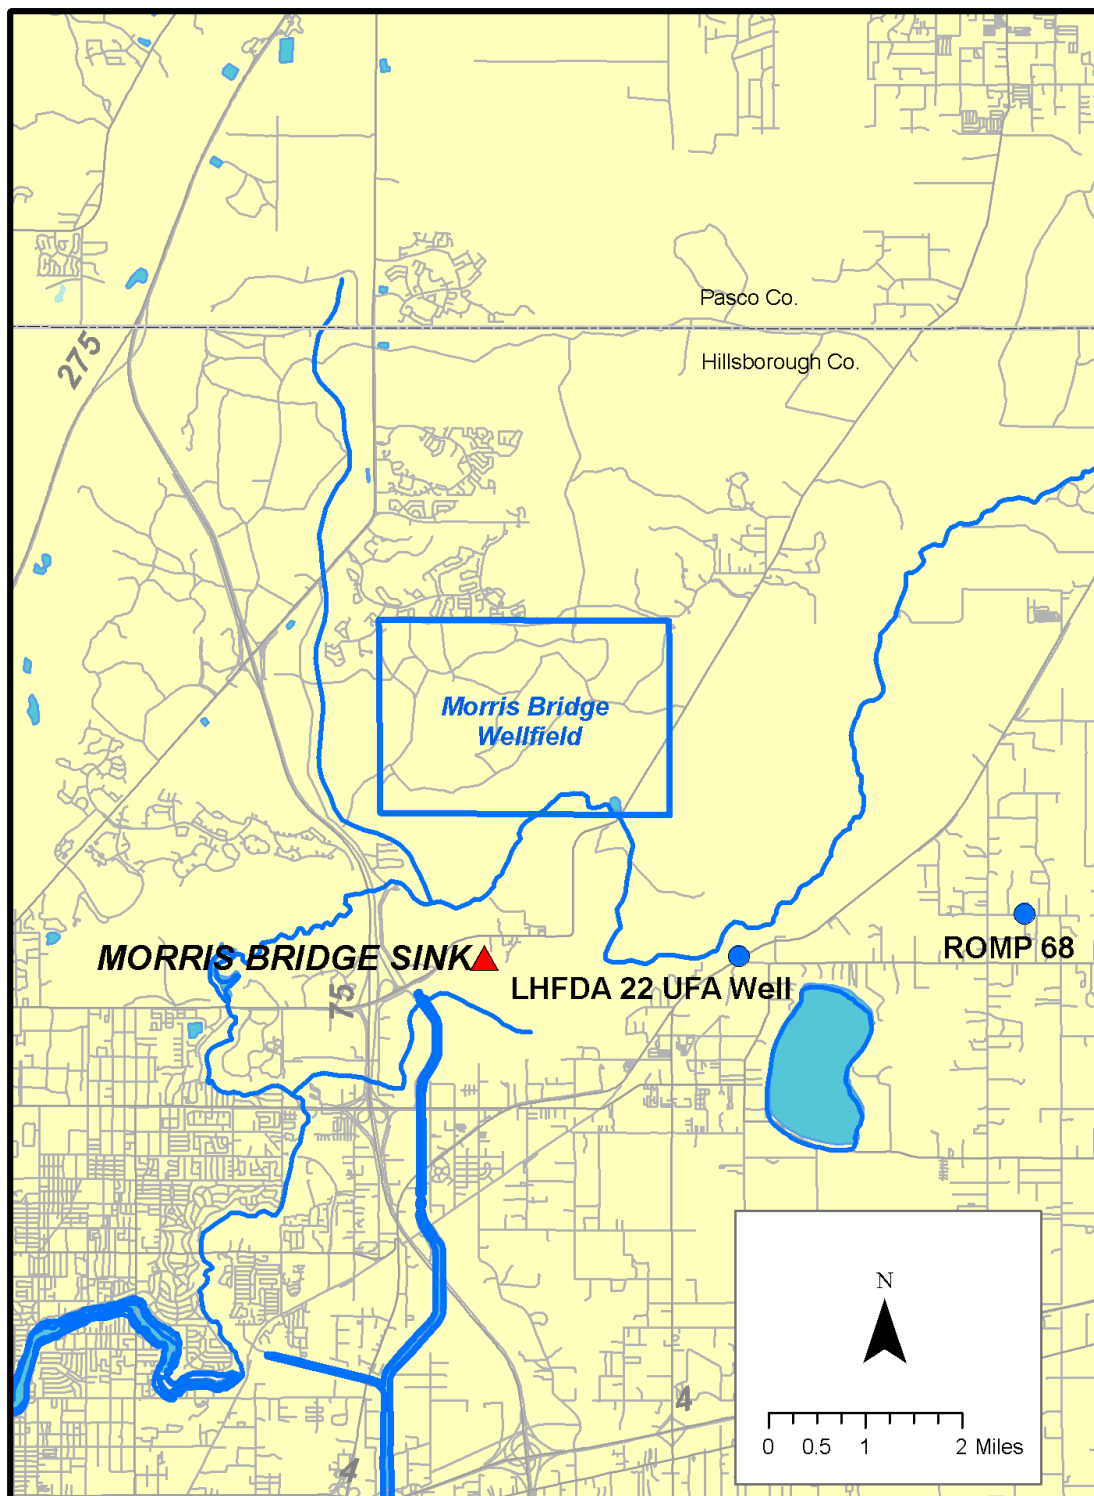 Pasco Co.
275
Hillsborough Co.
Morris Bridge
Wellfield
ROMP 68
MORRIS BRIDGE SINK
LHFDA 22 UFA Well
75
N
4
0 0.5 1 2 Miles
4